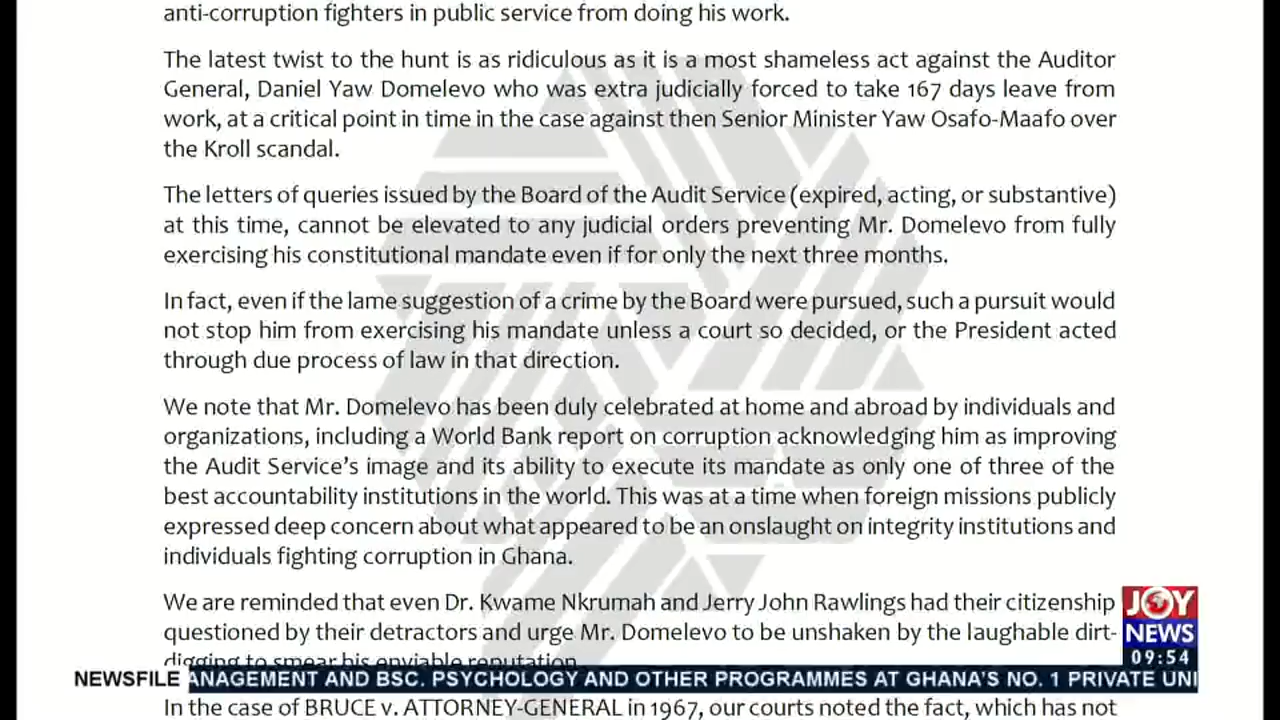 anti-corruption fighters in public service from doing his work.
The latest twist to the hunt is as ridiculous as it is a most shameless act against the Auditor
General, Daniel Yaw Domelevo who was extra judicially forced to take 167 days leave from
work, at a critical point in time in the case against then Senior Minister Yaw Osafo-Maafo over
the Kroll scandal.
The letters of queries issued by the Board of the Audit Service (expired, acting, or substantive)
at this time, cannot be elevated to any judicial orders preventing Mr. Domelevo from fully
exercising his constitutional mandate even if for only the next three months.
In fact, even if the lame suggestion of a crime by the Board were pursued, such a pursuit would
not stop him from exercising his mandate unless a court so decided, or the President acted
through due process of law in that direction.
We note that Mr. Domelevo has been duly celebrated at home and abroad by individuals and
organizations, including a World Bank report on corruption acknowledging him as improving
the Audit Service's image and its ability to execute its mandate as only one of three of the
best accountability institutions in the world. This was at a time when foreign missions publicly
expressed deep concern about what appeared to be an onslaught on integrity institutions and
individuals fighting corruption in Ghana.
We are reminded that even Dr. Kwame Nkrumah and Jerry John Rawlings had their citizenship
questioned by their detractors and urge Mr. Domelevo to be unshaken by the laughable dirt-
digging to smear his enviable reputation.
JOY
NEWS
09:54
NEWSFILE ANAGEMENT AND BSC. PSYCHOLOGY AND OTHER PROGRAMMES AT GHANA'S NO. 1 PRIVATE UNI
In the case of BRUCE v. ATTORNEY-GENERAL in 1967, our courts noted the fact, which has not